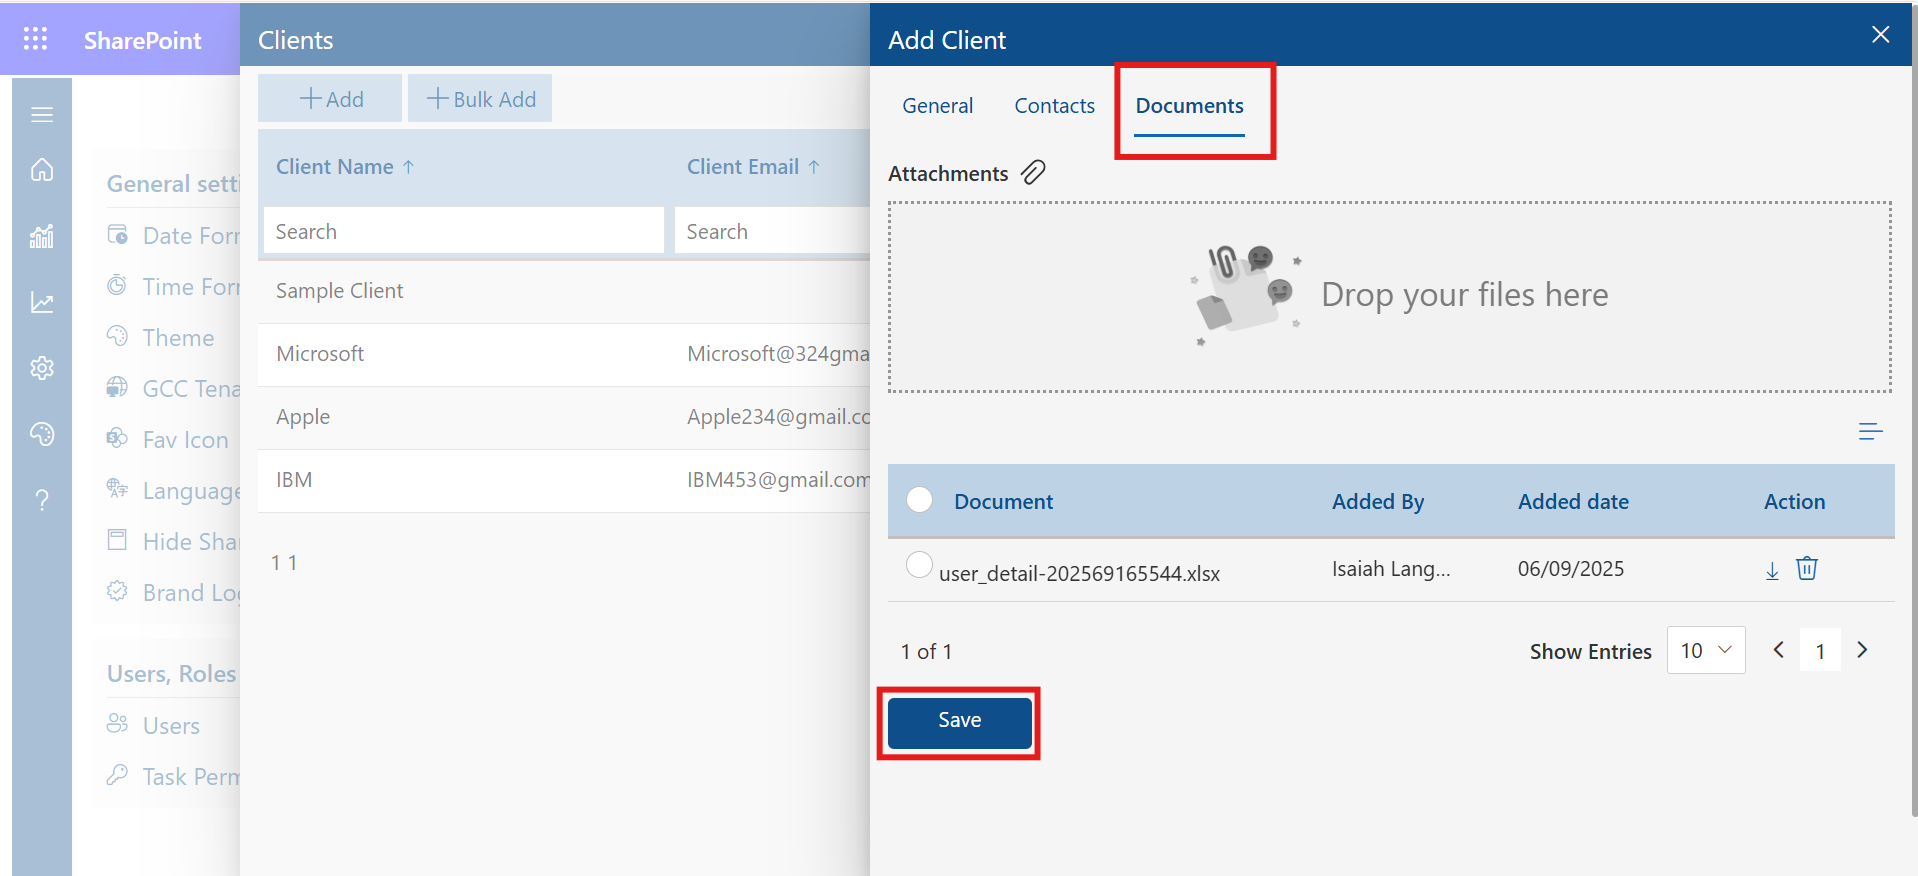 SharePoint
General setti
Date Forr
Time Forr
Theme
GCC Tena
Fav Icon
Language
Hide Shar
Brand Log
Users, Roles
Users
Task Perm
Clients
Add
Bulk Add
Client Name ↑ Client Email ↑
Search Search
Sample Client
Microsoft Microsoft@324gma
Apple Apple234@gmail.co
IBM IBM453@gmail.com
1 1
Add Client
General Contacts Documents
Attachments
Drop your files here
Document Added By Added date Action
user_detail-202569165544.xlsx Isaiah Lang... 06/09/2025
1 of 1 Show Entries 10 1
Save